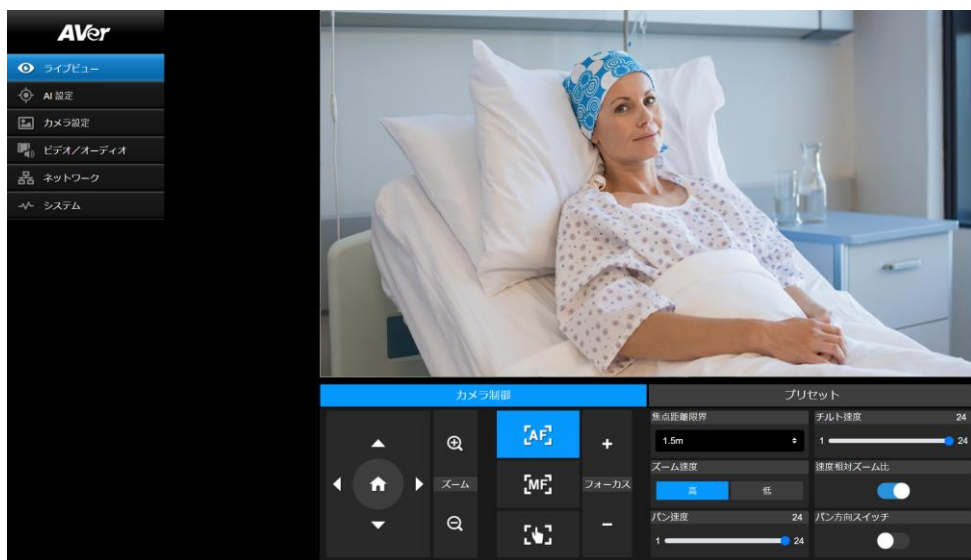 AVer
ライブビュー
AI 設定
カメラ設定
ビデオ/オーディオ
ネットワーク
システム
カメラ制御
プリセット
ズーム
AF
MF
+
フォーカス
-
焦点距離限界
1.5m
ズーム速度
高 低
パン速度 24
1 24
チルト速度 24
1 24
速度相対ズーム比
パン方向スイッチ